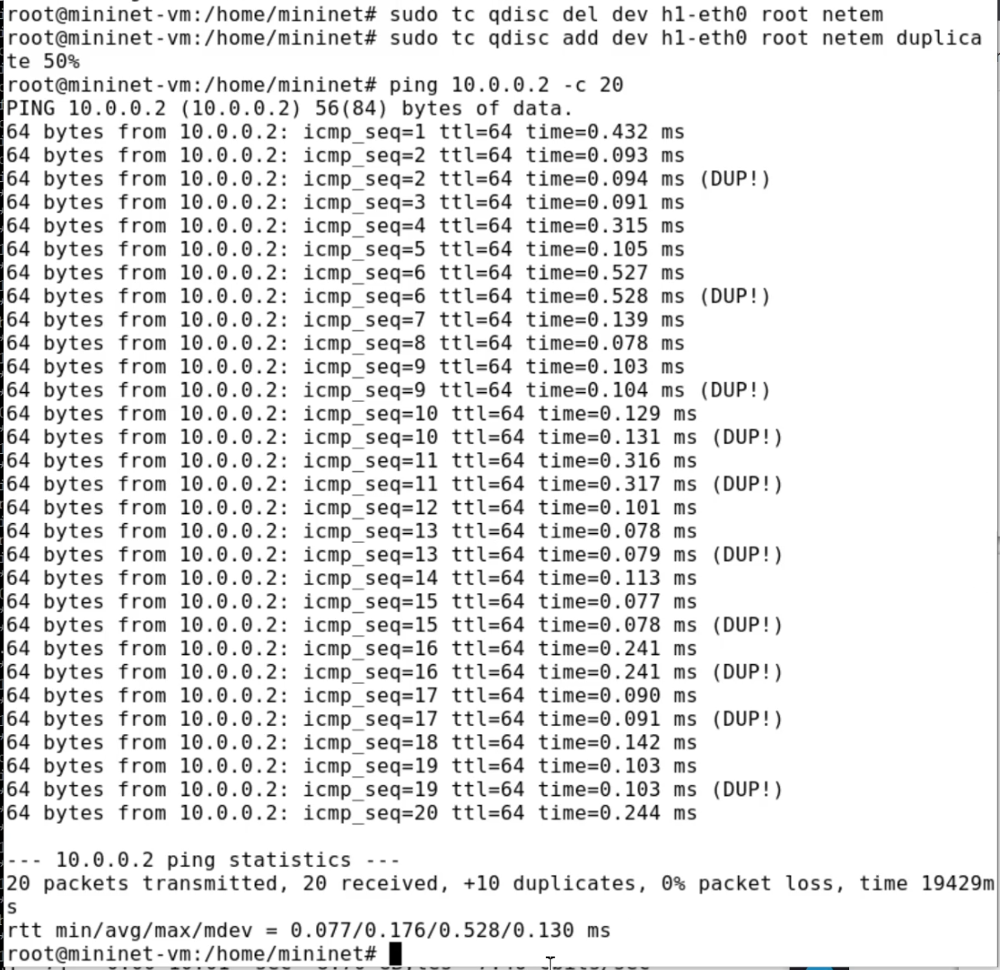 root@mininet-vm:/home/mininet# sudo tc qdisc del dev h1-eth0 root netem
root@mininet-vm:/home/mininet# sudo tc qdisc add dev h1-eth0 root netem duplica
te 50%
root@mininet-vm:/home/mininet# ping 10.0.0.2 -c 20
PING 10.0.0.2 (10.0.0.2) 56(84) bytes of data.
64 bytes from 10.0.0.2: icmp_seq=1 ttl=64 time=0.432 ms
64 bytes from 10.0.0.2: icmp_seq=2 ttl=64 time=0.093 ms
64 bytes from 10.0.0.2: icmp_seq=2 ttl=64 time=0.094 ms (DUP!)
64 bytes from 10.0.0.2: icmp_seq=3 ttl=64 time=0.091 ms
64 bytes from 10.0.0.2: icmp_seq=4 ttl=64 time=0.315 ms
64 bytes from 10.0.0.2: icmp_seq=5 ttl=64 time=0.105 ms
64 bytes from 10.0.0.2: icmp_seq=6 ttl=64 time=0.527 ms
64 bytes from 10.0.0.2: icmp_seq=6 ttl=64 time=0.528 ms (DUP!)
64 bytes from 10.0.0.2: icmp_seq=7 ttl=64 time=0.139 ms
64 bytes from 10.0.0.2: icmp_seq=8 ttl=64 time=0.078 ms
64 bytes from 10.0.0.2: icmp_seq=9 ttl=64 time=0.103 ms
64 bytes from 10.0.0.2: icmp_seq=9 ttl=64 time=0.104 ms (DUP!)
64 bytes from 10.0.0.2: icmp_seq=10 ttl=64 time=0.129 ms
64 bytes from 10.0.0.2: icmp_seq=10 ttl=64 time=0.131 ms (DUP!)
64 bytes from 10.0.0.2: icmp_seq=11 ttl=64 time=0.316 ms
64 bytes from 10.0.0.2: icmp_seq=11 ttl=64 time=0.317 ms (DUP!)
64 bytes from 10.0.0.2: icmp_seq=12 ttl=64 time=0.101 ms
64 bytes from 10.0.0.2: icmp_seq=13 ttl=64 time=0.078 ms
64 bytes from 10.0.0.2: icmp_seq=13 ttl=64 time=0.079 ms (DUP!)
64 bytes from 10.0.0.2: icmp_seq=14 ttl=64 time=0.113 ms
64 bytes from 10.0.0.2: icmp_seq=15 ttl=64 time=0.077 ms
64 bytes from 10.0.0.2: icmp_seq=15 ttl=64 time=0.078 ms (DUP!)
64 bytes from 10.0.0.2: icmp_seq=16 ttl=64 time=0.241 ms
64 bytes from 10.0.0.2: icmp_seq=16 ttl=64 time=0.241 ms (DUP!)
64 bytes from 10.0.0.2: icmp_seq=17 ttl=64 time=0.090 ms
64 bytes from 10.0.0.2: icmp_seq=17 ttl=64 time=0.091 ms (DUP!)
64 bytes from 10.0.0.2: icmp_seq=18 ttl=64 time=0.142 ms
64 bytes from 10.0.0.2: icmp_seq=19 ttl=64 time=0.103 ms
64 bytes from 10.0.0.2: icmp_seq=19 ttl=64 time=0.103 ms (DUP!)
64 bytes from 10.0.0.2: icmp_seq=20 ttl=64 time=0.244 ms
--- 10.0.0.2 ping statistics ---
20 packets transmitted, 20 received, +10 duplicates, 0% packet loss, time 19429m
s
rtt min/avg/max/mdev = 0.077/0.176/0.528/0.130 ms
root@mininet-vm:/home/mininet#